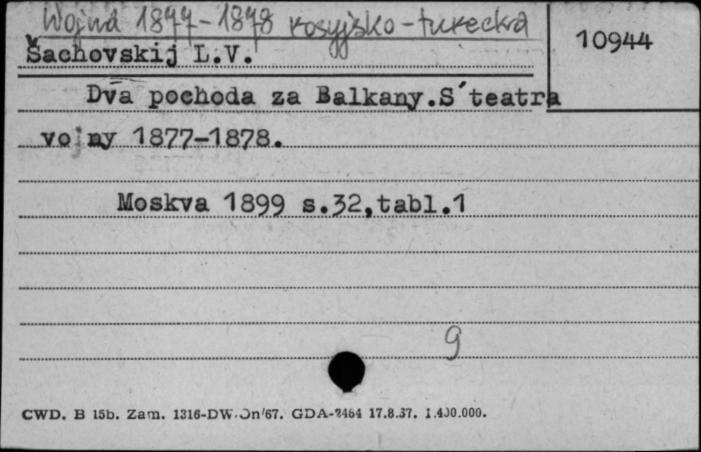 Wojna 1877-1878 rosyjsko-turecka
10944
Šachovskij L.V.
Dva pochoda za Balkany.S´teatra
vojny 1877-1878.
Moskva 1899 s.32,tabl.1
9
CWD. B 15b. Zam. 1316-DW-On/67. GDA-2464 17.8.67. 1.400.000.